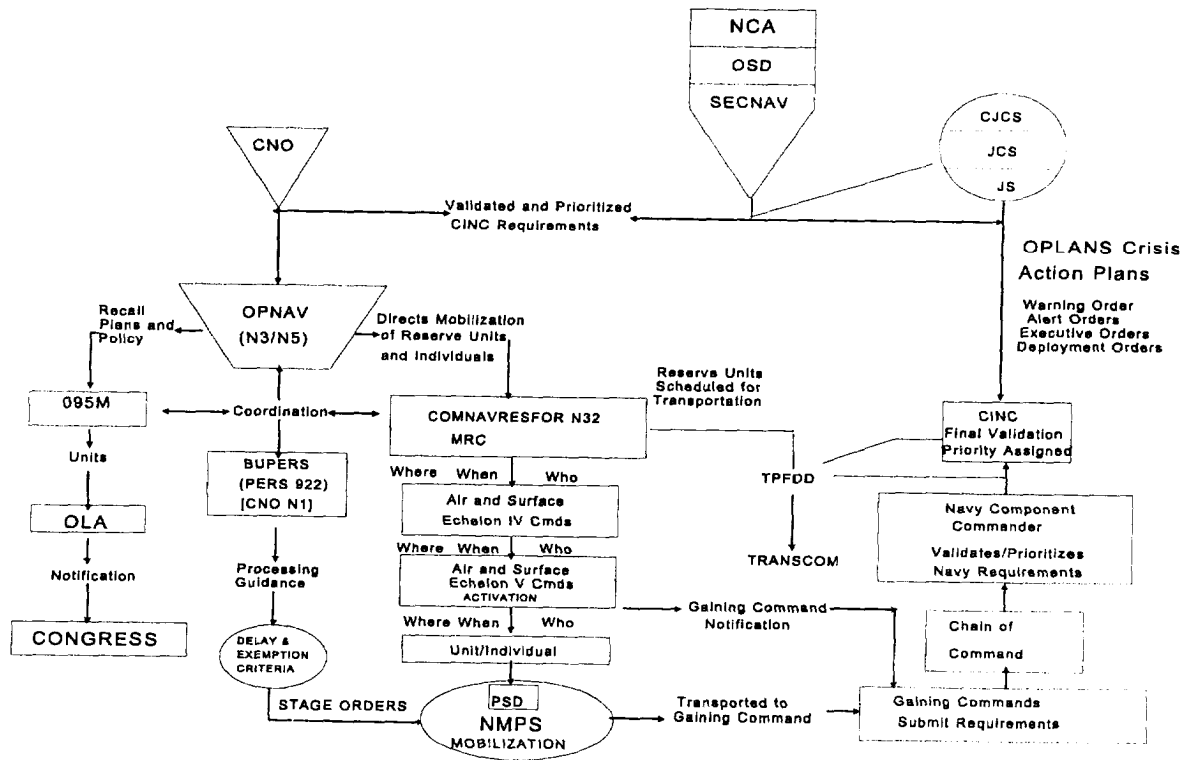 NCA
OSD
SECNAV
CNO
CJCS
JCS
JS
Validated and Prioritized
CINC Requirements
OPLANS Crisis
Action Plans
Warning Order
Alert Orders
Executive Orders
Deployment Orders
Recall
Plans and
Policy
OPNAV
(N3/N5)
Directs Mobilization
of Reserve Units
and Individuals
095M
Coordination
COMNAVRESFOR N32
MRC
Reserve Units
Scheduled for
Transportation
CINC
Final Validation
Priority Assigned
Units
BUPERS
(PERS 922)
[CNO N1]
Where When Who
Air and Surface
Echelon IV Cmds
TPFDD
TRANSCOM
Navy Component
Commander
Validates/Prioritizes
Navy Requirements
OLA
Notification
CONGRESS
Processing
Guidance
Where When Who
Air and Surface
Echelon V Cmds
ACTIVATION
Gaining Command
Notification
Where When Who
Unit/Individual
Chain of
Command
DELAY &
EXEMPTION
CRITERIA
STAGE ORDERS
PSD
NMPS
MOBILIZATION
Transported to
Gaining Command
Gaining Commands
Submit Requirements